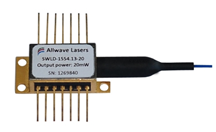 Allwave Lasers
SWLD-1554.13-20
Output power: 20mW
SN: 1269840